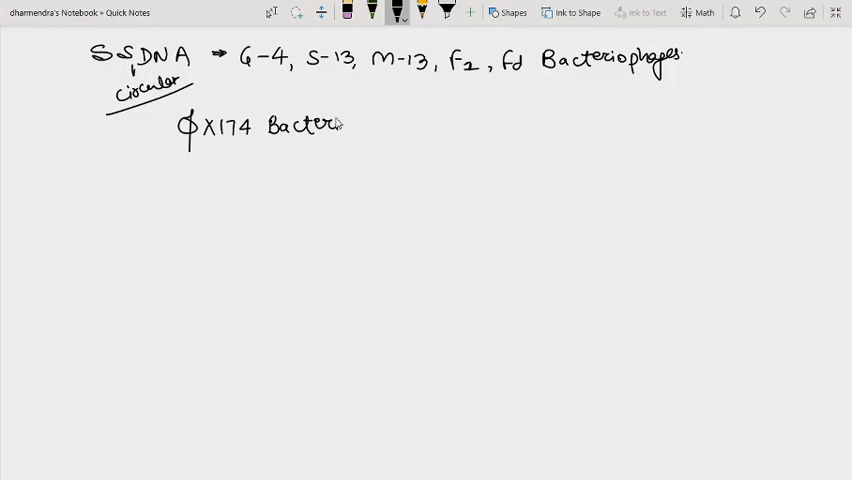 dharmendra's Notebook » Quick Notes
Shapes
Ink to Shape
Ink to Text
Math
SSDNA → G-4, S-13, M-13, F2, Fd Bacteriophages.
circular
ϕX174 Bacter